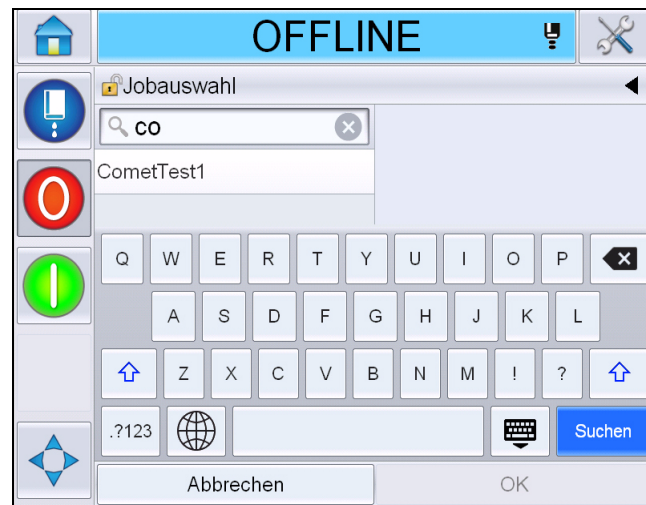 OFFLINE
Jobauswahl
co
CometTest1
Q W E R T Y U I O P
A S D F G H J K L
Z X C V B N M ! ?
.?123 Suchen
Abbrechen OK